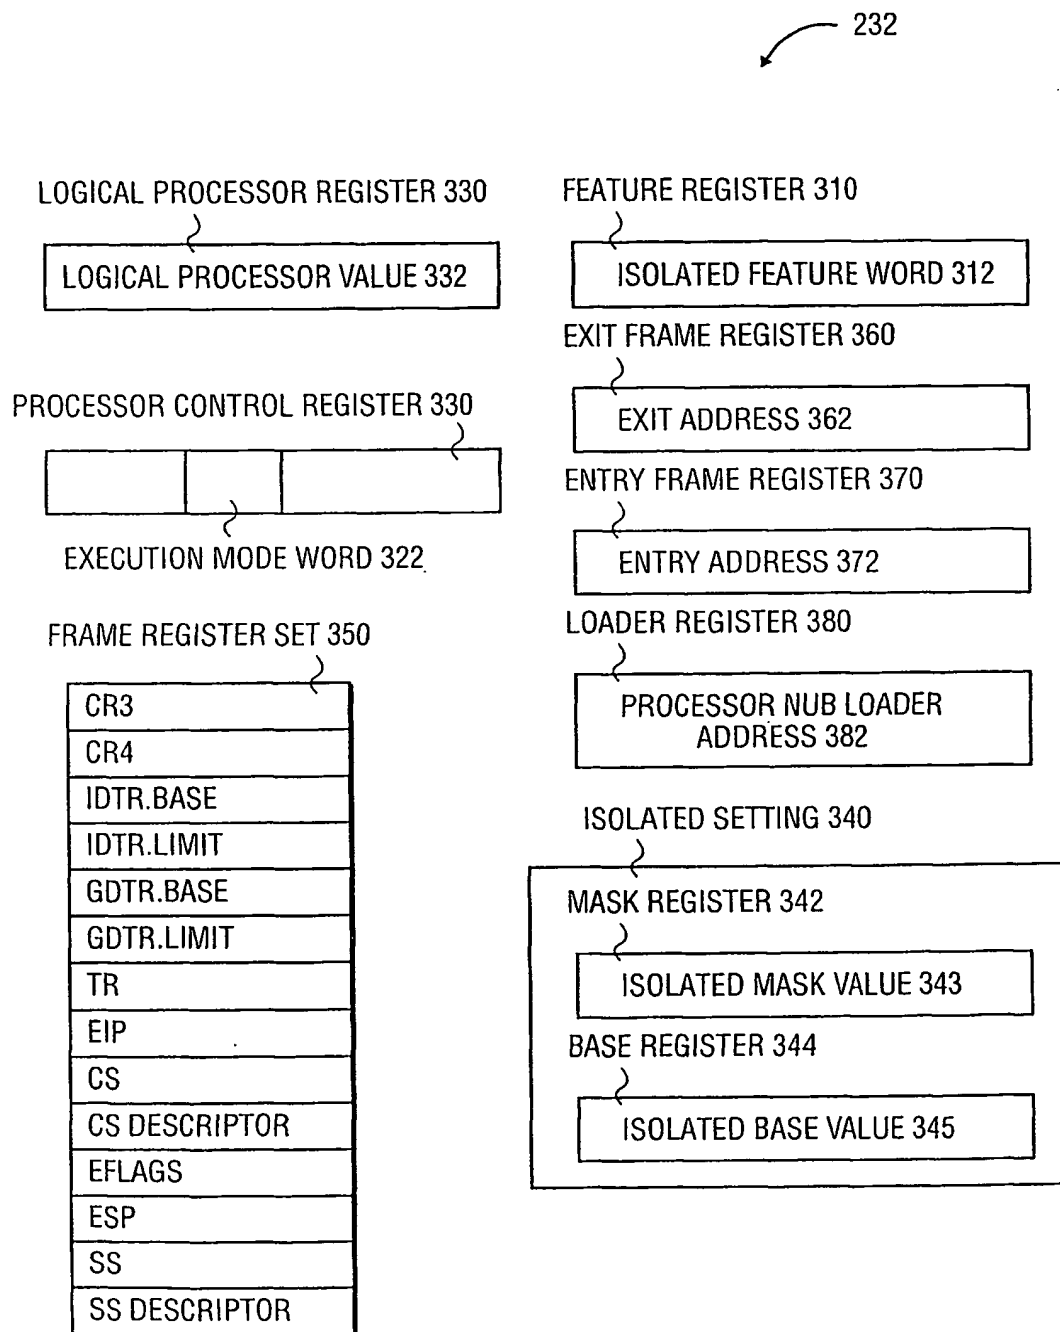 232
LOGICAL PROCESSOR REGISTER 330
LOGICAL PROCESSOR VALUE 332
PROCESSOR CONTROL REGISTER 330
EXECUTION MODE WORD 322
FRAME REGISTER SET 350
CR3
CR4
IDTR.BASE
IDTR.LIMIT
GDTR.BASE
GDTR.LIMIT
TR
EIP
CS
CS DESCRIPTOR
EFLAGS
ESP
SS
SS DESCRIPTOR
FEATURE REGISTER 310
ISOLATED FEATURE WORD 312
EXIT FRAME REGISTER 360
EXIT ADDRESS 362
ENTRY FRAME REGISTER 370
ENTRY ADDRESS 372
LOADER REGISTER 380
PROCESSOR NUB LOADER
ADDRESS 382
ISOLATED SETTING 340
MASK REGISTER 342
ISOLATED MASK VALUE 343
BASE REGISTER 344
ISOLATED BASE VALUE 345